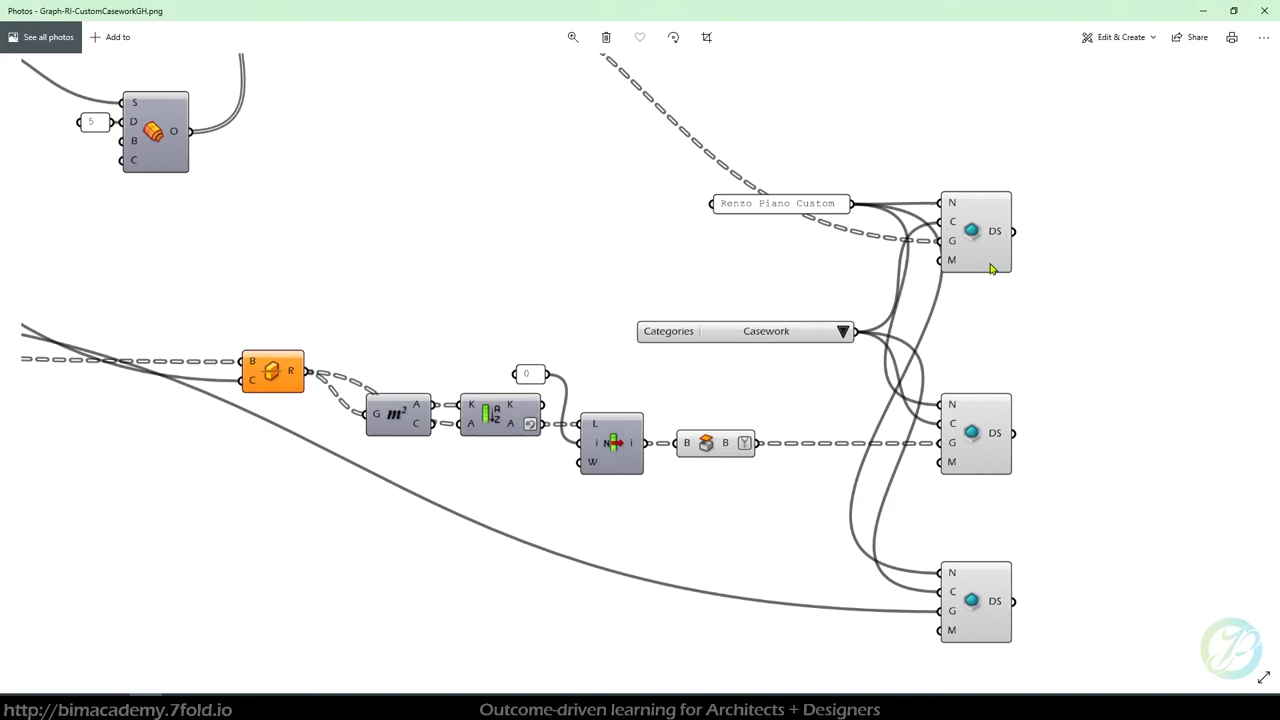 Photos - Graph-RI-CustomCaseworkGH.png
See all photos
Add to
Edit & Create
Share
S
5
D
O
B
C
Renzo Piano Custom
N
C
G
M
DS
Categories
Casework
B
C
R
0
G
m²
A
C
K
A
A
Z
K
A
L
i
W
N
i
B
B
N
C
G
M
DS
N
C
G
M
DS
http://bimacademy.7fold.io
Outcome-driven learning for Architects + Designers